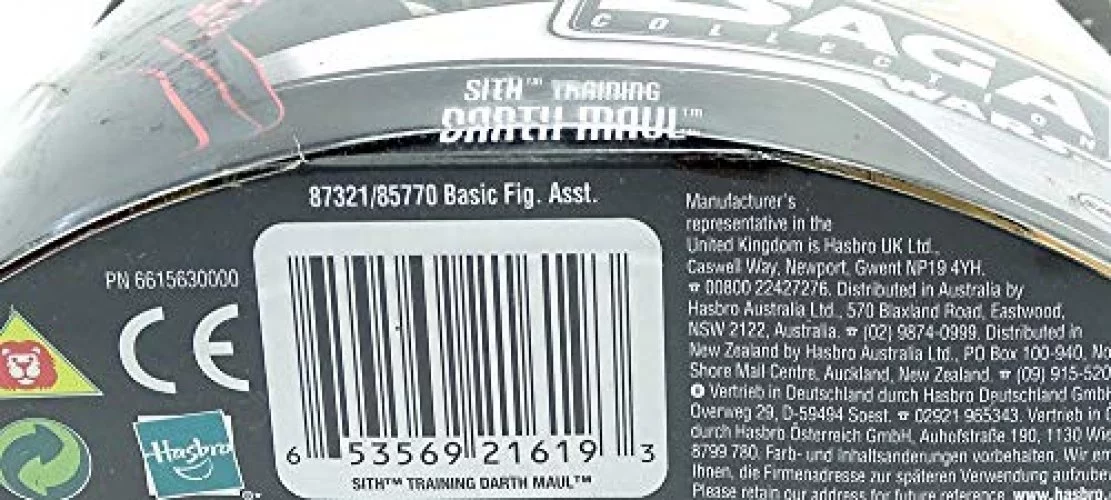 SAGA
COLLECTION
WARS
SITH™ TRAINING
DARTH MAUL™
87321/85770 Basic Fig. Asst.
PN 6615630000
CE
Hasbro
6 53569 21619 3
SITH™ TRAINING DARTH MAUL™
Manufacturer's
representative in the
United Kingdom is Hasbro UK Ltd.,
Caswell Way, Newport, Gwent NP19 4YH.
☎ 00800 22427276. Distributed in Australia by
Hasbro Australia Ltd., 570 Blaxland Road, Eastwood,
NSW 2122, Australia. ☎ (02) 9874-0999. Distributed in
New Zealand by Hasbro Australia Ltd., PO Box 100-940, No
Shore Mail Centre, Auckland, New Zealand. ☎ (09) 915-520
D Vertrieb in Deutschland durch Hasbro Deutschland GmbH
Overweg 29, D-59494 Soest. ☎ 02921 965343. Vertrieb in
durch Hasbro Österreich GmbH, Auhofstraße 190, 1130 Wie
8799 780. Farb- und Inhaltsänderungen vorbehalten. Wir em
Ihnen, die Firmenadresse zur späteren Verwendung aufzube
Please retain our address for future reference. www.hasbro